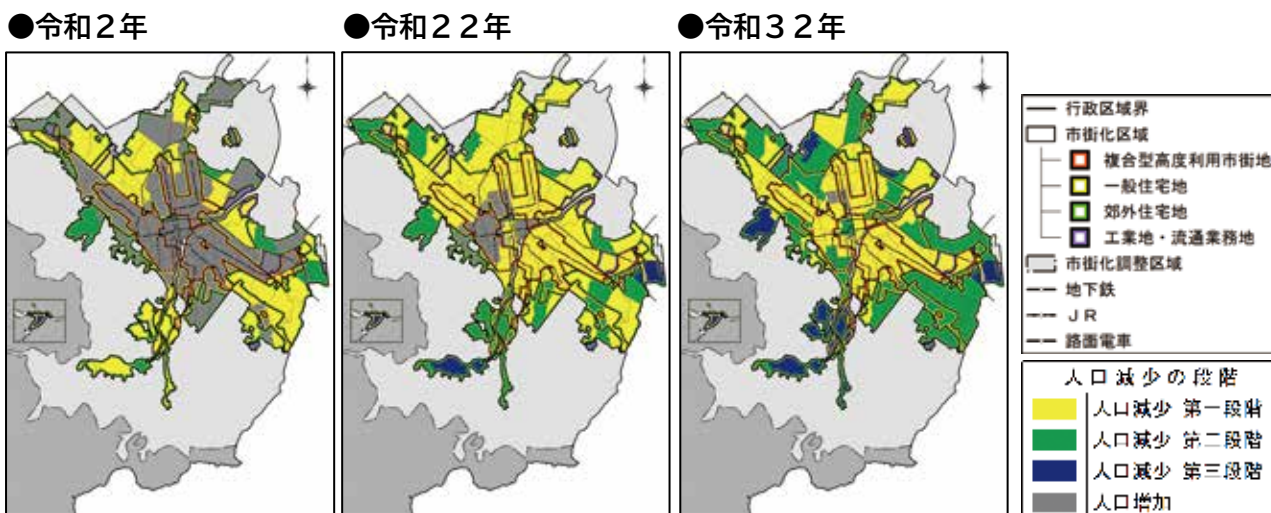 ●令和２年
●令和２２年
●令和３２年
行政区域界
市街化区域
複合型高度利用市街地
一般住宅地
郊外住宅地
工業地・流通業務地
市街化調整区域
地下鉄
ＪＲ
路面電車
人口減少の段階
人口減少 第一段階
人口減少 第二段階
人口減少 第三段階
人口増加